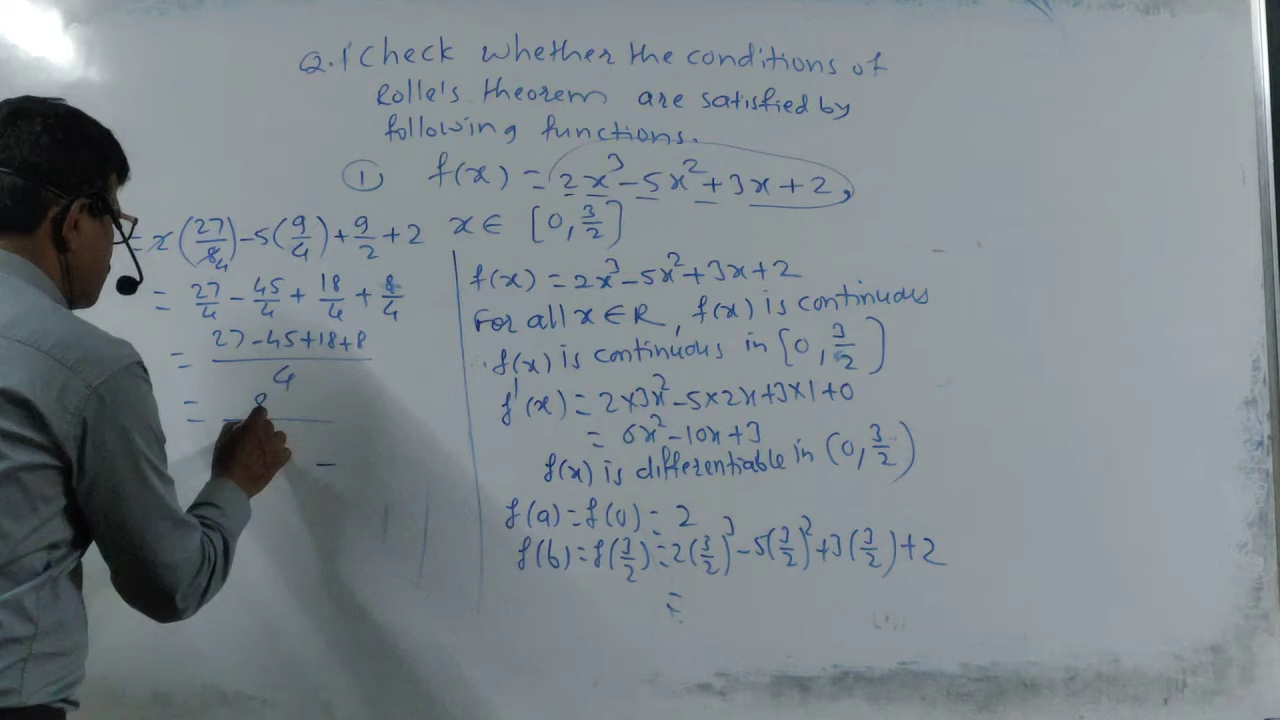 Q.1 Check whether the conditions of
Rolle's theorem are satisfied by
following functions.
① f(x) = 2x³ - 5x² + 3x + 2,
x ∈ [0, 3/2]
f(x) = 2x³ - 5x² + 3x + 2
For all x ∈ R, f(x) is continuous
∴ f(x) is continuous in [0, 3/2]
f'(x) = 2×3x² - 5×2x + 3×1 + 0
= 6x² - 10x + 3
f(x) is differentiable in (0, 3/2)
f(a) = f(0) = 2
f(b) = f(3/2) = 2(3/2)³ - 5(3/2)² + 3(3/2) + 2
=
= 2(27/8 4) - 5(9/4) + 9/2 + 2
= 27/4 - 45/4 + 18/4 + 8/4
= 27-45+18+8 / 4
= 8